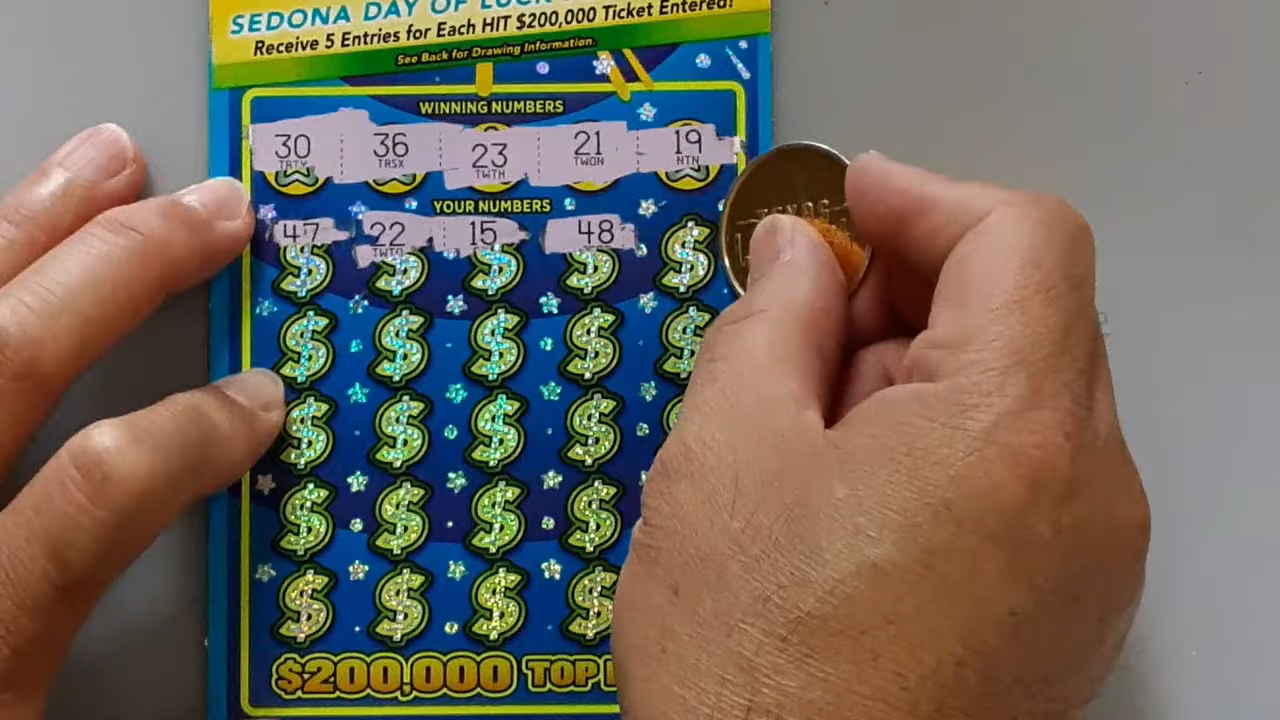 SEDONA DAY OF LUCK
Receive 5 Entries for Each HIT $200,000 Ticket Entered!
See Back for Drawing Information.
WINNING NUMBERS
30 36 23 21 19
TRTY TRSX TWTH TWON NTN
YOUR NUMBERS
47 22 15 48
TWTO
$ $ $ $ $
$ $ $ $ $
$ $ $ $
$ $ $ $
$ $ $ $
$200,000 TOP